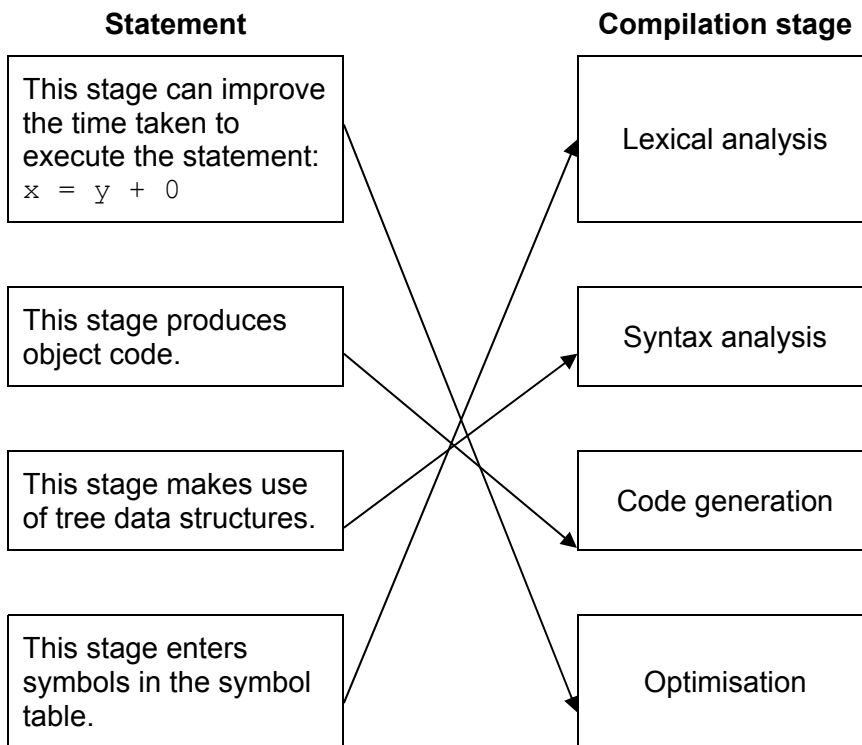 Statement
Compilation stage
This stage can improve
the time taken to
execute the statement:
x = y + 0
Lexical analysis
This stage produces
object code.
Syntax analysis
This stage makes use
of tree data structures.
Code generation
This stage enters
symbols in the symbol
table.
Optimisation